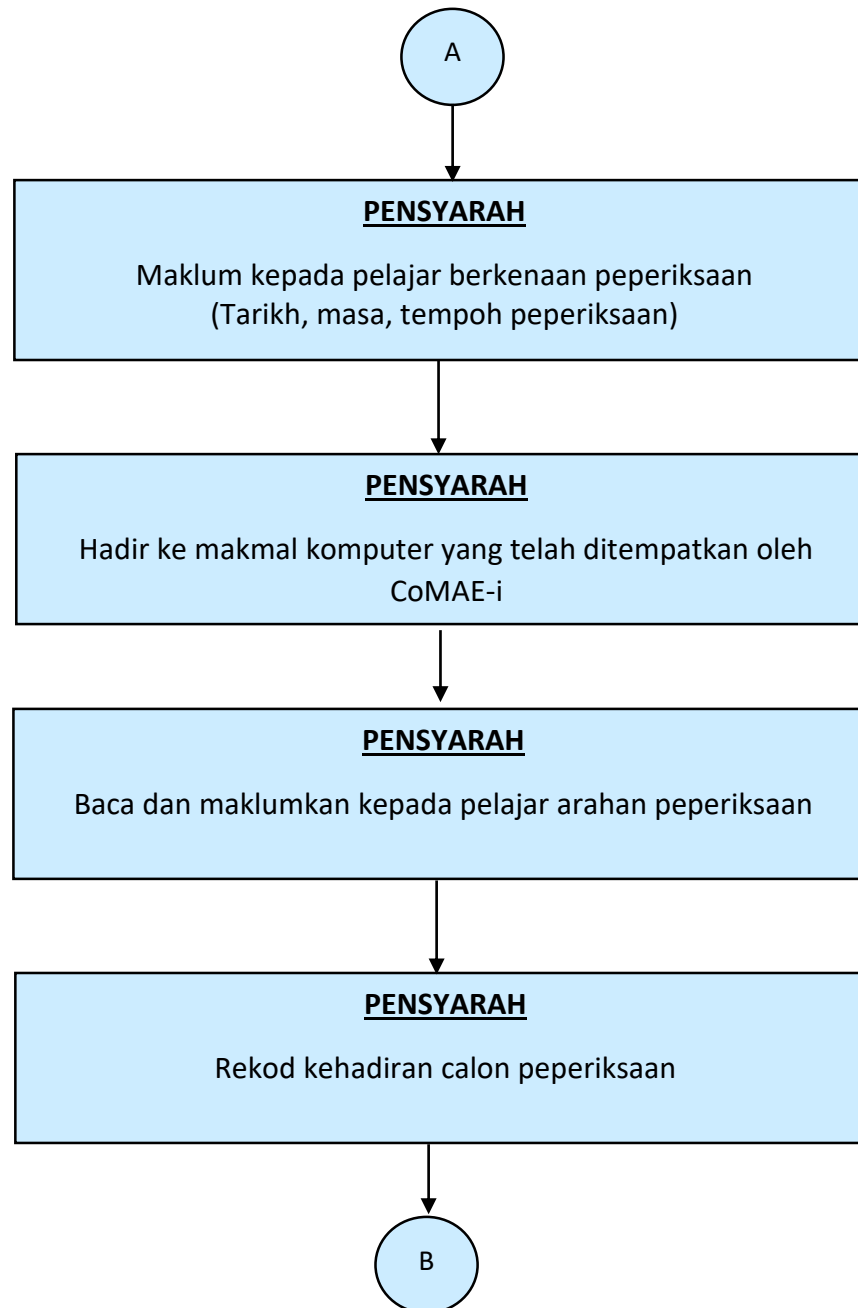 A
PENSYARAH
Maklum kepada pelajar berkenaan peperiksaan
(Tarikh, masa, tempoh peperiksaan)
PENSYARAH
Hadir ke makmal komputer yang telah ditempatkan oleh
CoMAE-i
PENSYARAH
Baca dan maklumkan kepada pelajar arahan peperiksaan
PENSYARAH
Rekod kehadiran calon peperiksaan
B